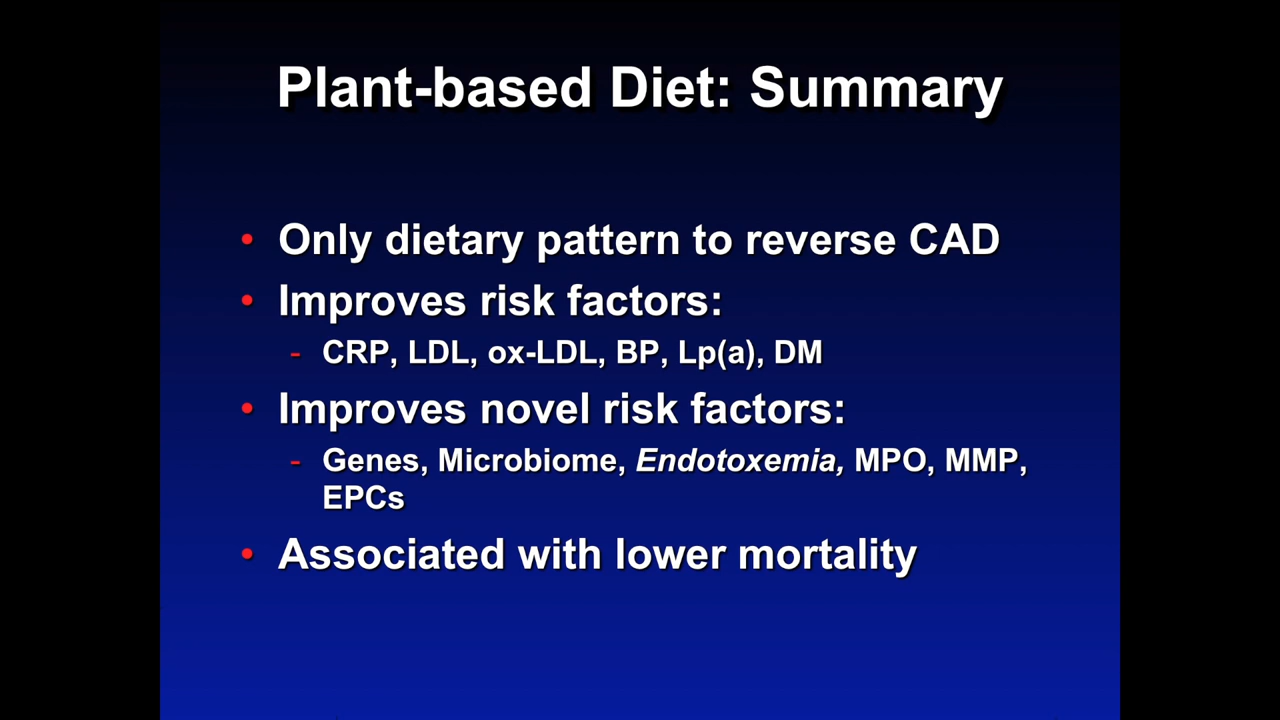 Plant-based Diet: Summary
• Only dietary pattern to reverse CAD
• Improves risk factors:
- CRP, LDL, ox-LDL, BP, Lp(a), DM
• Improves novel risk factors:
- Genes, Microbiome, Endotoxemia, MPO, MMP,
EPCs
• Associated with lower mortality